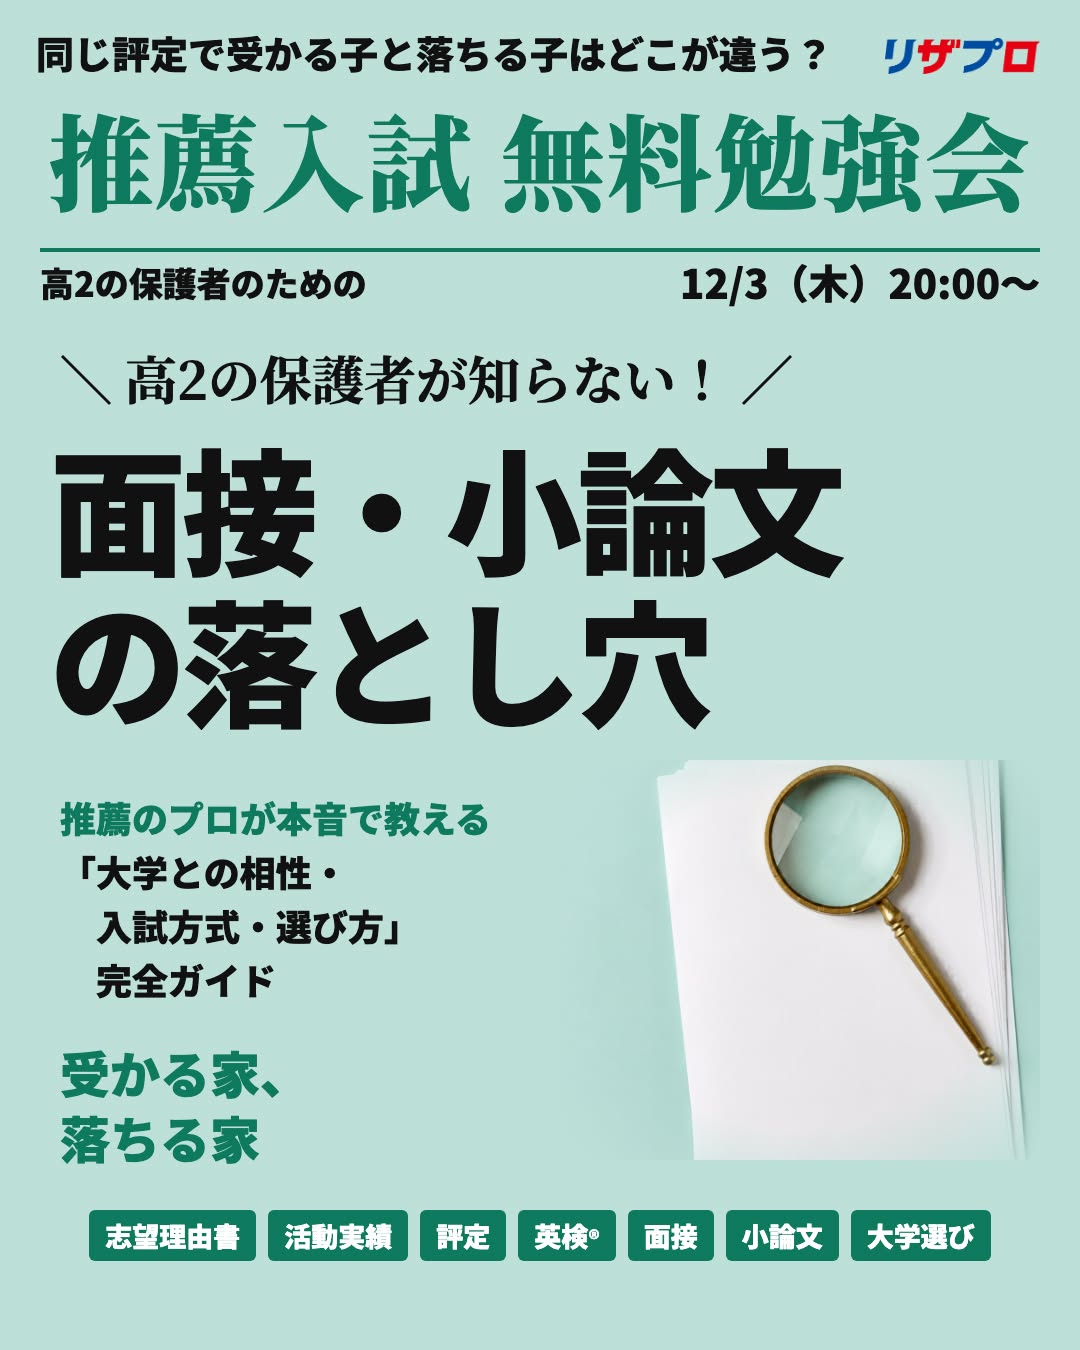 同じ評定で受かる子と落ちる子はどこが違う？
リザプロ
推薦入試 無料勉強会
高2の保護者のための
12/3（木）20:00〜
＼ 高2の保護者が知らない！ ／
面接・小論文
の落とし穴
推薦のプロが本音で教える
「大学との相性・
入試方式・選び方」
完全ガイド
受かる家、
落ちる家
志望理由書
活動実績
評定
英検®
面接
小論文
大学選び